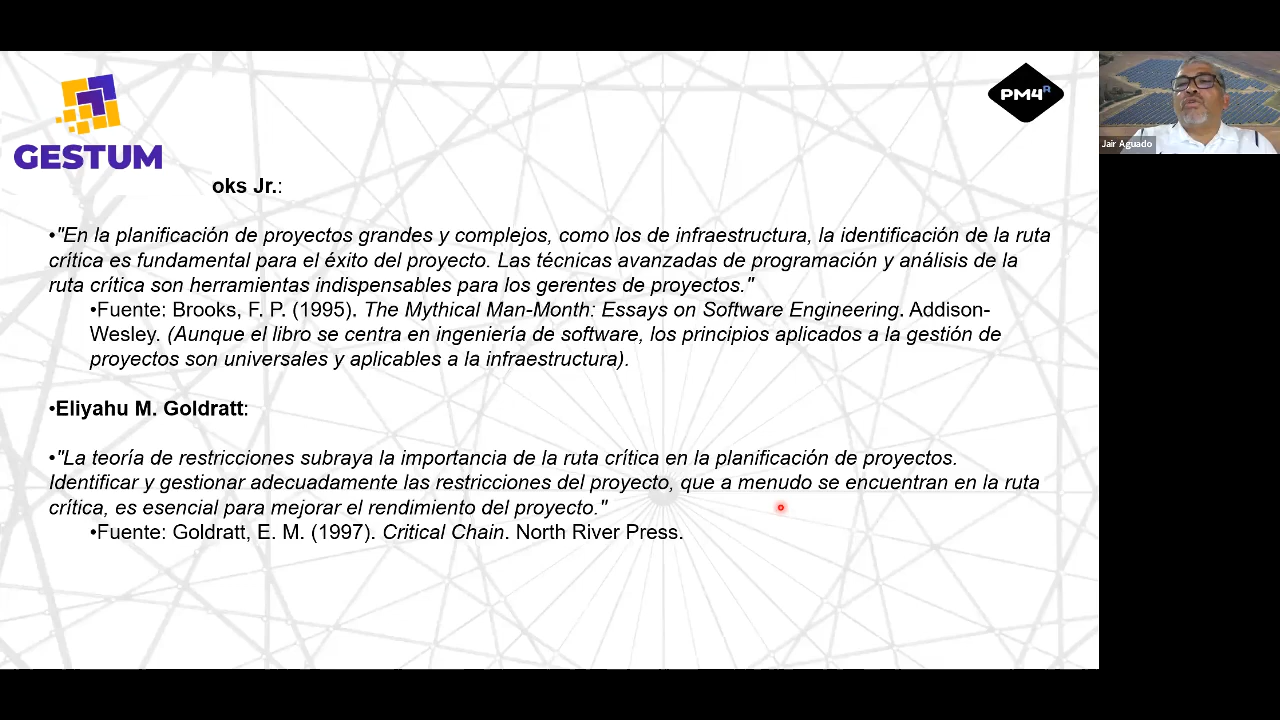 PM4R
GESTUM
Jair Aguado
oks Jr.:
•"En la planificación de proyectos grandes y complejos, como los de infraestructura, la identificación de la ruta
crítica es fundamental para el éxito del proyecto. Las técnicas avanzadas de programación y análisis de la
ruta crítica son herramientas indispensables para los gerentes de proyectos."
•Fuente: Brooks, F. P. (1995). The Mythical Man-Month: Essays on Software Engineering. Addison-
Wesley. (Aunque el libro se centra en ingeniería de software, los principios aplicados a la gestión de
proyectos son universales y aplicables a la infraestructura).
•Eliyahu M. Goldratt:
•"La teoría de restricciones subraya la importancia de la ruta crítica en la planificación de proyectos.
Identificar y gestionar adecuadamente las restricciones del proyecto, que a menudo se encuentran en la ruta
crítica, es esencial para mejorar el rendimiento del proyecto."
•Fuente: Goldratt, E. M. (1997). Critical Chain. North River Press.